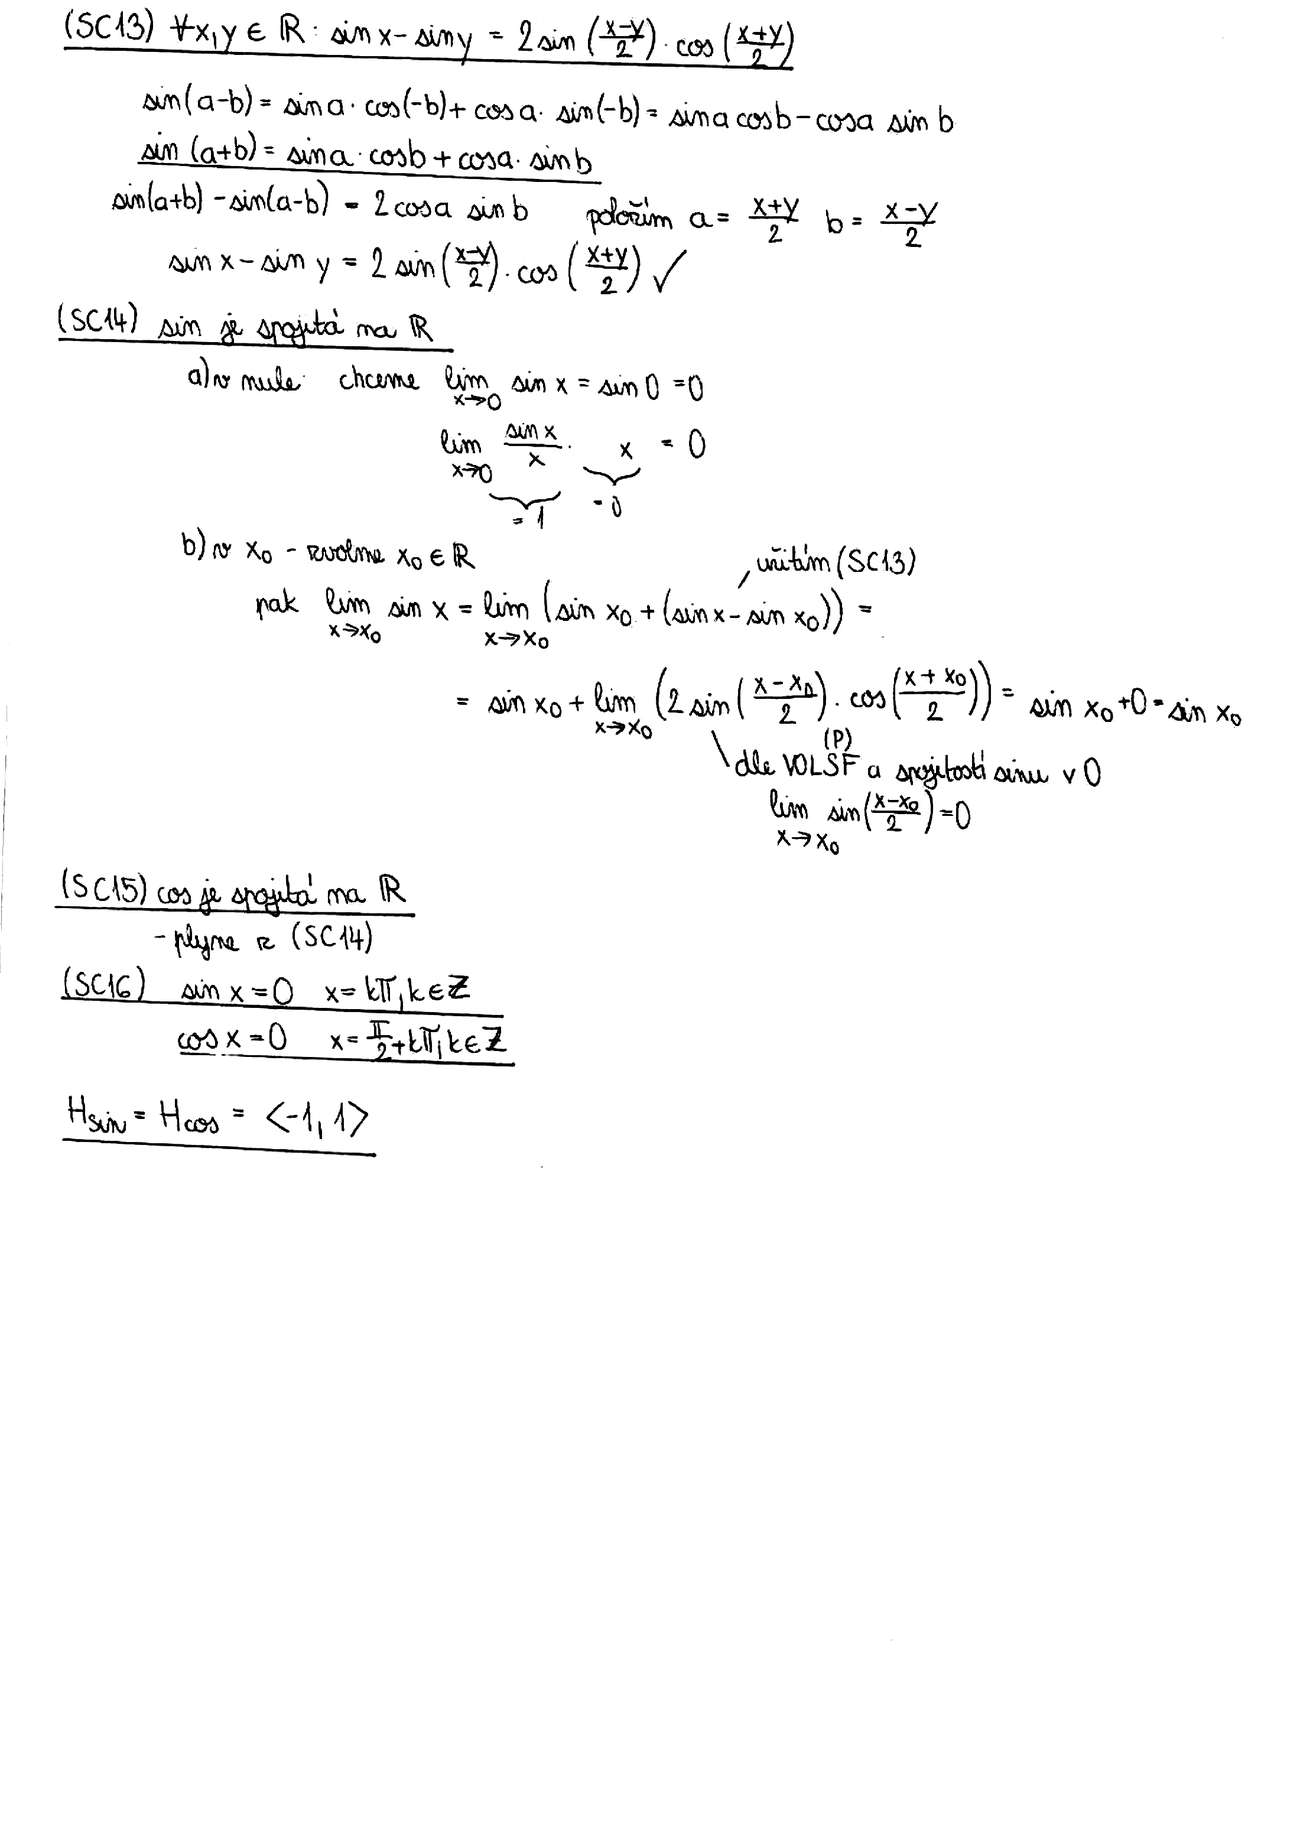 (SC13) ∀x,y ∈ ℝ: sin x - sin y = 2 sin (x-y/2) · cos (x+y/2)
sin(a-b) = sin a · cos(-b) + cos a · sin(-b) = sin a cos b - cos a sin b
sin (a+b) = sin a · cos b + cos a · sin b
sin(a+b) - sin(a-b) = 2 cos a sin b položím a = x+y/2 b = x-y/2
sin x - sin y = 2 sin (x-y/2) · cos (x+y/2) ✓
(SC14) sin je spojitá na ℝ
a) v nule: chceme lim x→0 sin x = sin 0 = 0
lim x→0 sin x/x · x = 0
= 1 = 0
b) v x₀ - zvolme x₀ ∈ ℝ
, užitím (SC13)
pak lim x→x₀ sin x = lim x→x₀ (sin x₀ + (sin x - sin x₀)) =
= sin x₀ + lim x→x₀ (2 sin (x-x₀/2) · cos (x+x₀/2)) = sin x₀ + 0 = sin x₀
(P)
dle VOLSF a spojitosti sinu v 0
lim x→x₀ sin (x-x₀/2) = 0
(SC15) cos je spojitá na ℝ
- plyne z (SC14)
(SC16) sin x = 0 x = kπ, k ∈ ℤ
cos x = 0 x = π/2 + kπ, k ∈ ℤ
Hsin = Hcos = <-1, 1>